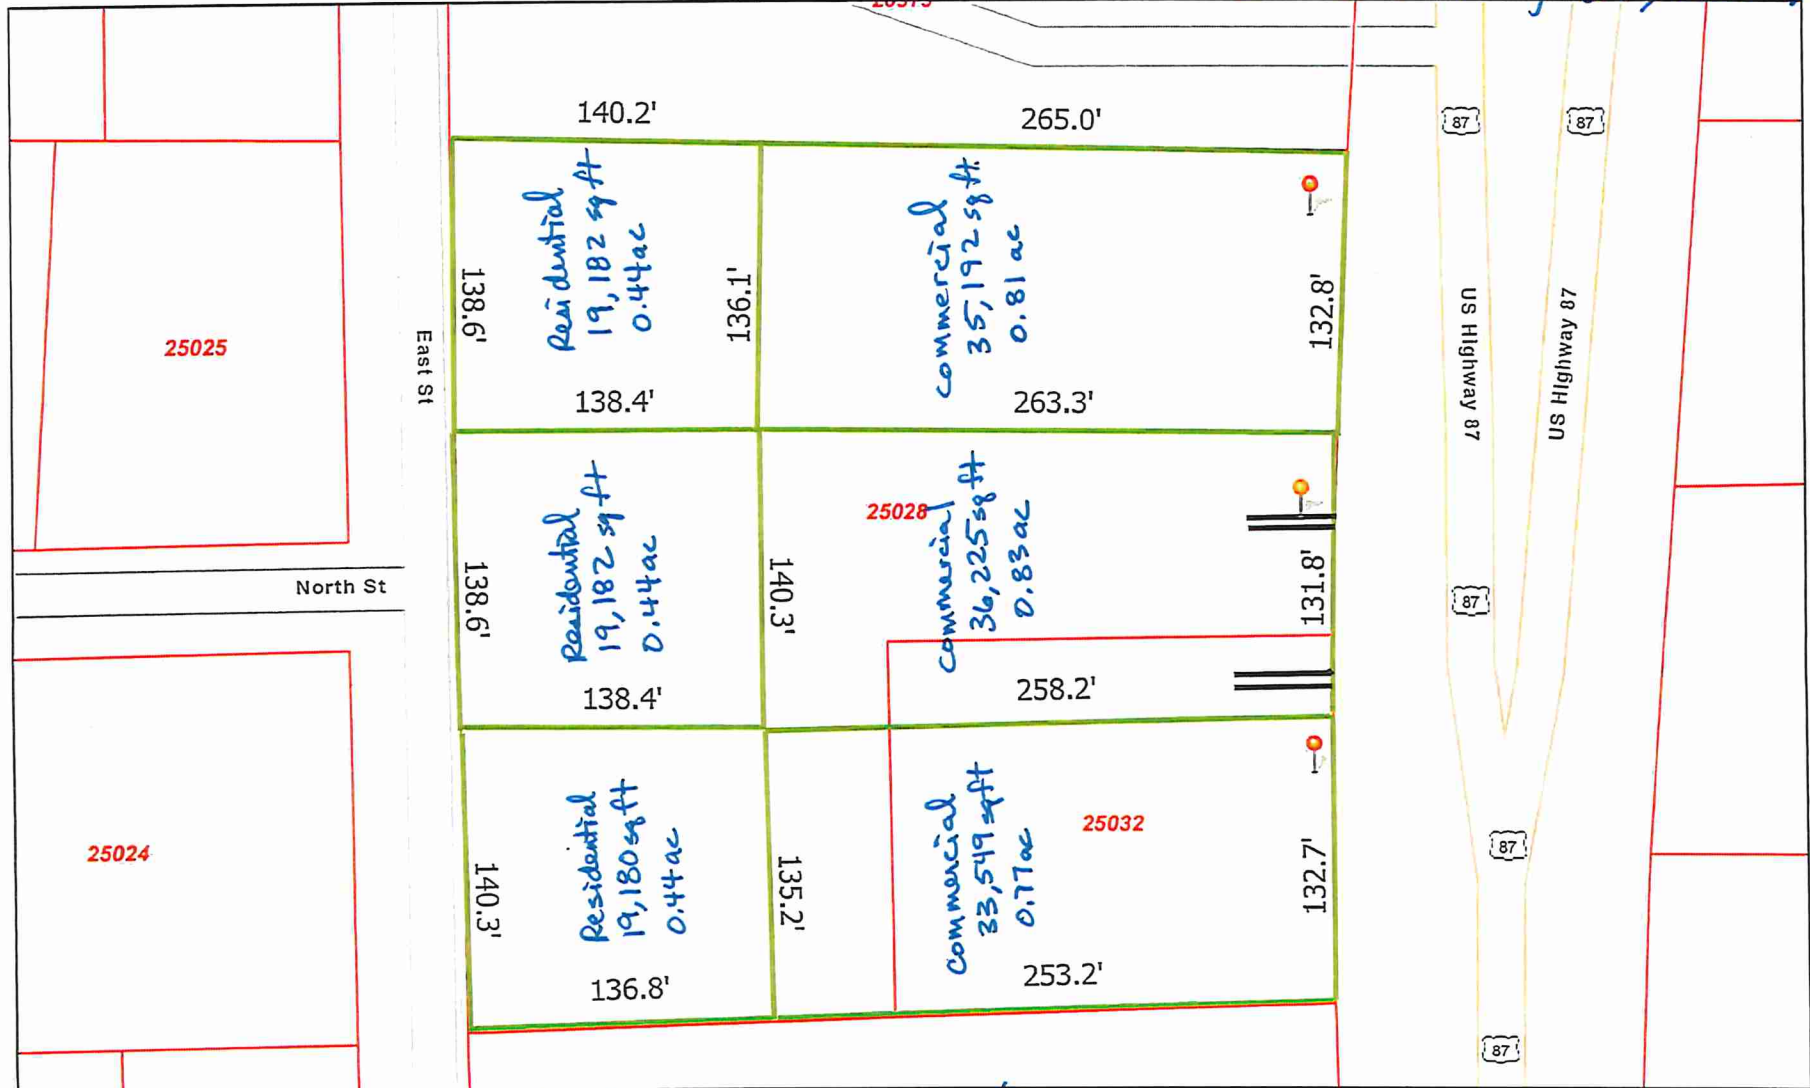 140.2'
265.0'
87
87
Residential
19,182 sq ft
0.44ac
138.6'
136.1'
138.4'
commercial
35,192 sq ft.
0.81 ac
132.8'
263.3'
East St
US Highway 87
US Highway 87
25025
Residential
19,182 sq ft
0.44ac
138.6'
140.3'
138.4'
25028
commercial
36,225 sq ft
0.83ac
131.8'
258.2'
87
North St
Residential
19,180 sq ft
0.44ac
140.3'
135.2'
136.8'
commercial
33,549 sq ft
0.77ac
25032
132.7'
253.2'
87
25024
87